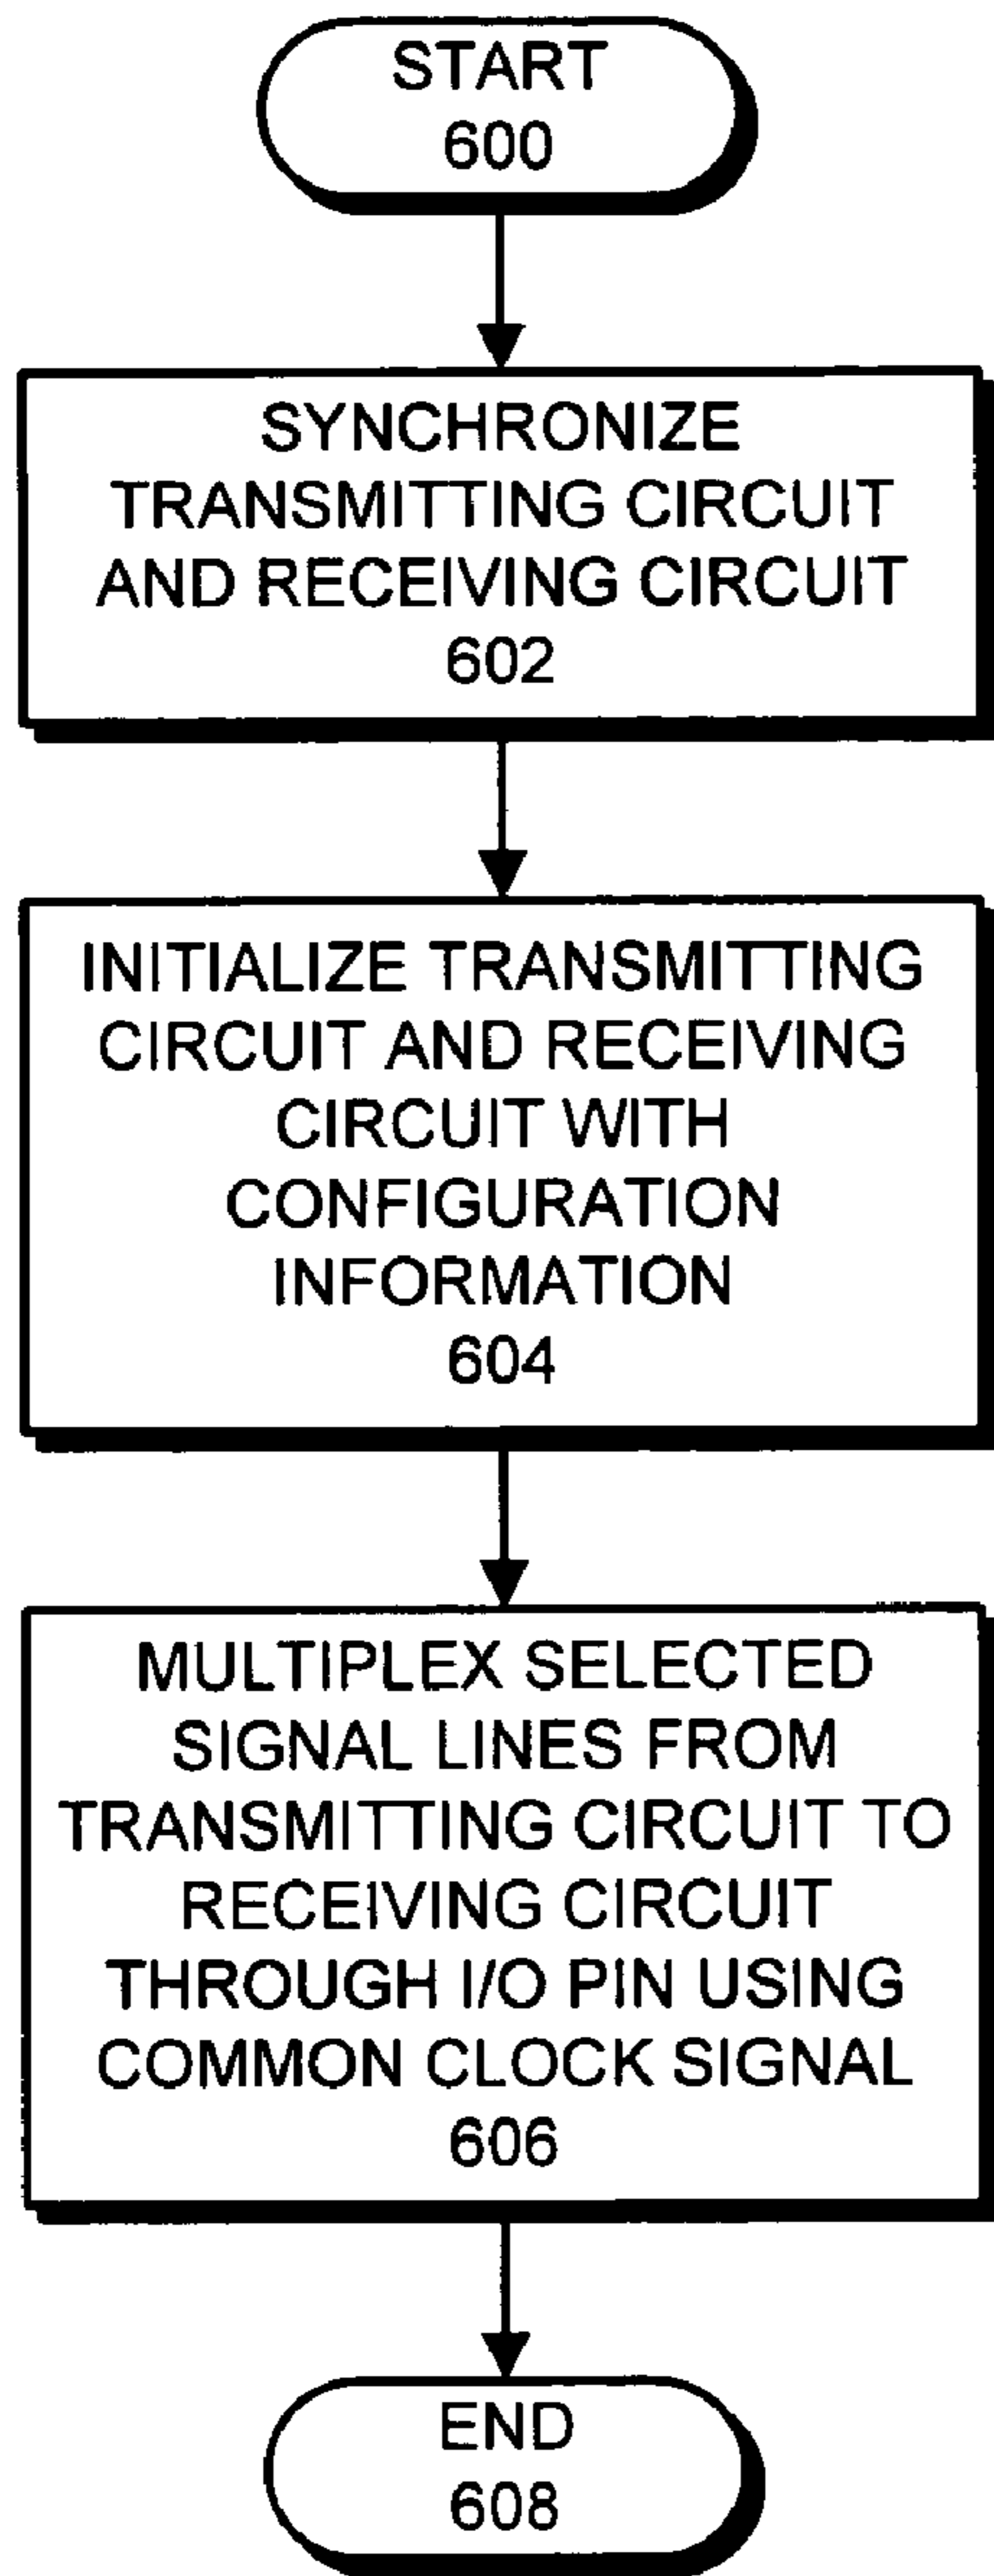 START
600
SYNCHRONIZE
TRANSMITTING CIRCUIT
AND RECEIVING CIRCUIT
602
INITIALIZE TRANSMITTING
CIRCUIT AND RECEIVING
CIRCUIT WITH
CONFIGURATION
INFORMATION
604
MULTIPLEX SELECTED
SIGNAL LINES FROM
TRANSMITTING CIRCUIT TO
RECEIVING CIRCUIT
THROUGH I/O PIN USING
COMMON CLOCK SIGNAL
606
END
608